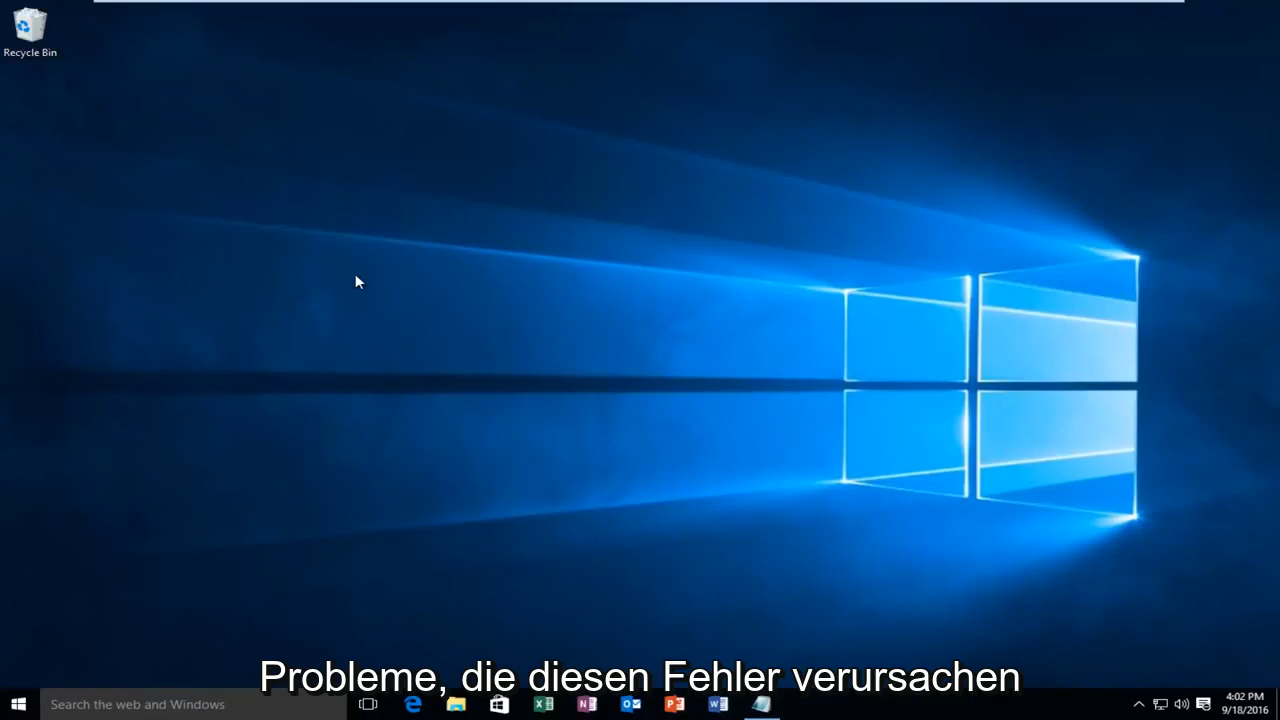 Recycle Bin
Probleme, die diesen Fehler verursachen
Search the web and Windows
4:02 PM
9/18/2016